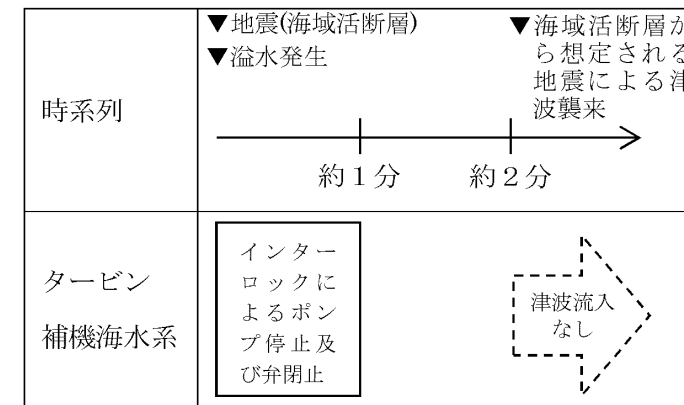 ▼地震(海域活断層)
▼溢水発生
▼海域活断層か
ら想定される
地震による津
波襲来
時系列
約1分
約2分
タービン
補機海水系
インター
ロックに
よるポン
プ停止及
び弁閉止
津波流入
なし